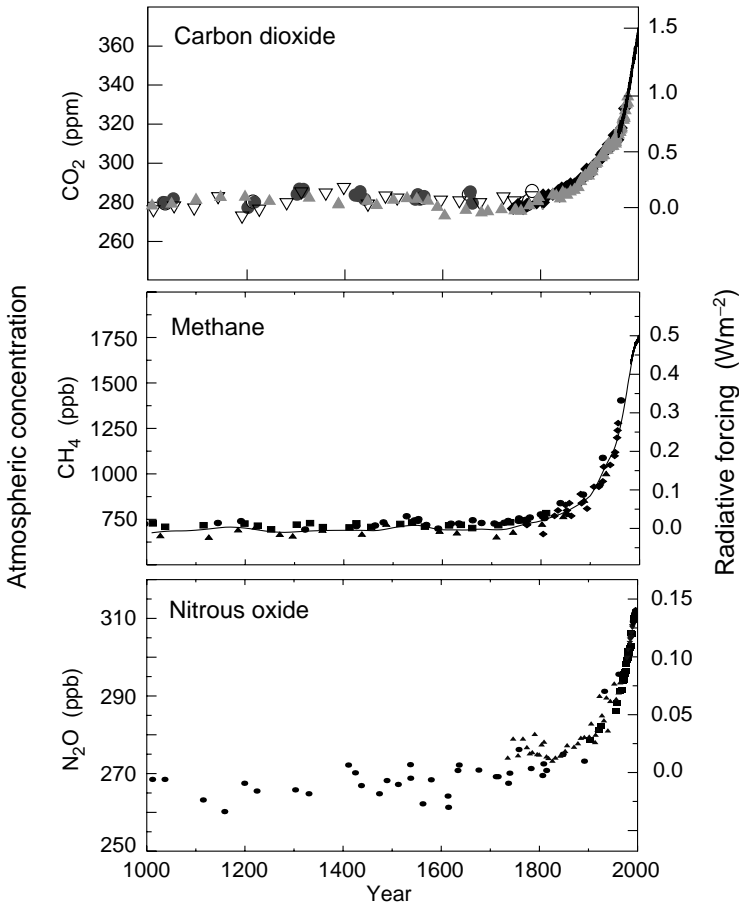 Atmospheric concentration
Radiative forcing (Wm⁻²)
Carbon dioxide
CO₂ (ppm)
360
340
320
300
280
260
1.5
1.0
0.5
0.0
Methane
CH₄ (ppb)
1750
1500
1250
1000
750
0.5
0.4
0.3
0.2
0.1
0.0
Nitrous oxide
N₂O (ppb)
310
290
270
250
0.15
0.10
0.05
0.0
1000 1200 1400 1600 1800 2000
Year